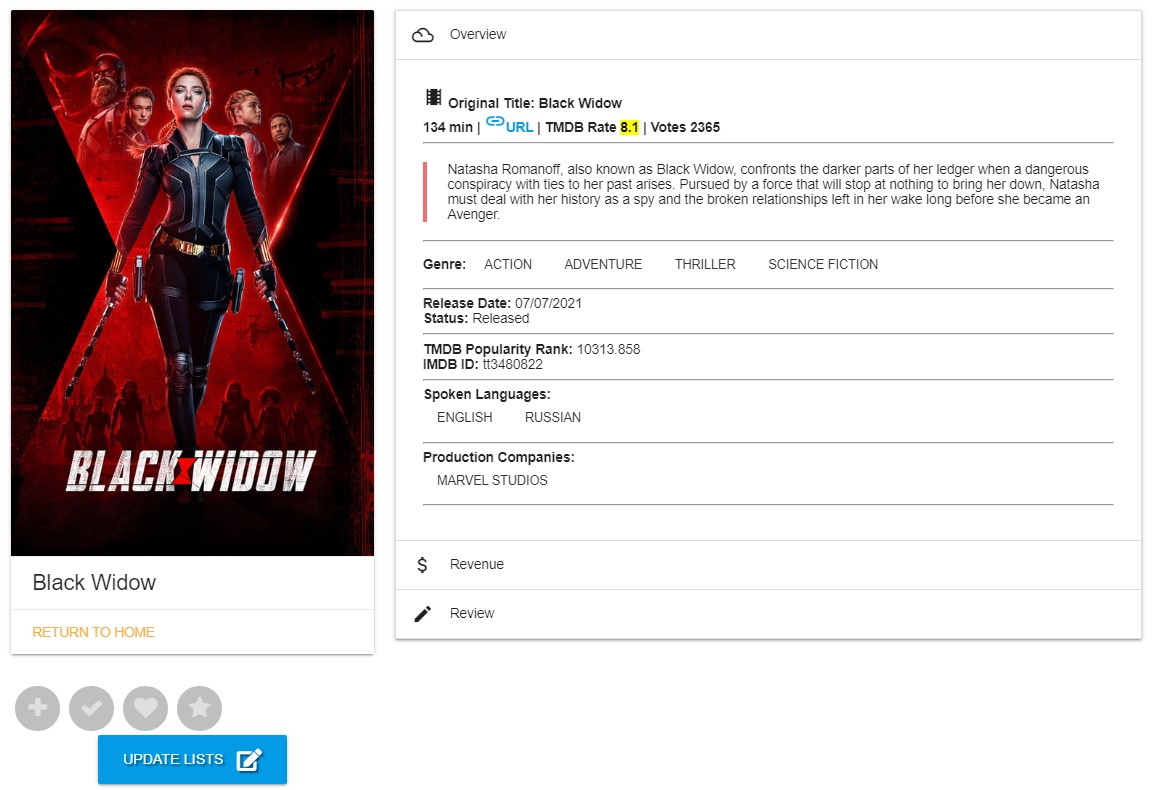 BLACK WIDOW
Black Widow
RETURN TO HOME
UPDATE LISTS
Overview
Original Title: Black Widow
134 min | URL | TMDB Rate 8.1 | Votes 2365
Natasha Romanoff, also known as Black Widow, confronts the darker parts of her ledger when a dangerous
conspiracy with ties to her past arises. Pursued by a force that will stop at nothing to bring her down, Natasha
must deal with her history as a spy and the broken relationships left in her wake long before she became an
Avenger.
Genre: ACTION ADVENTURE THRILLER SCIENCE FICTION
Release Date: 07/07/2021
Status: Released
TMDB Popularity Rank: 10313.858
IMDB ID: tt3480822
Spoken Languages:
ENGLISH RUSSIAN
Production Companies:
MARVEL STUDIOS
$ Revenue
Review